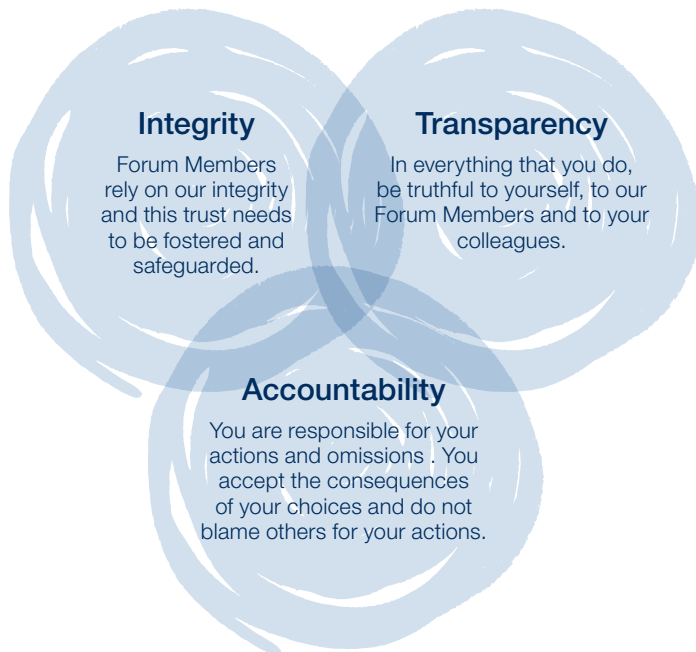 Integrity
Forum Members
rely on our integrity
and this trust needs
to be fostered and
safeguarded.
Transparency
In everything that you do,
be truthful to yourself, to our
Forum Members and to your
colleagues.
Accountability
You are responsible for your
actions and omissions . You
accept the consequences
of your choices and do not
blame others for your actions.